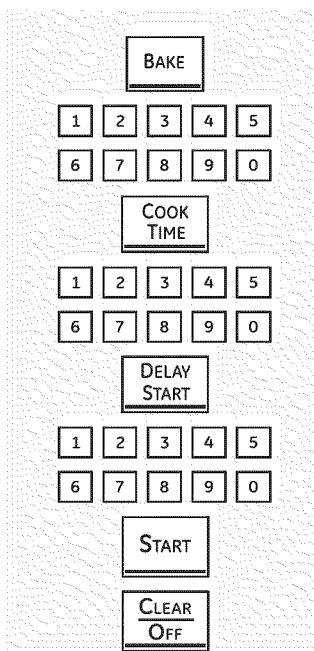 BAKE
1 2 3 4 5
6 7 8 9 0
COOK
TIME
1 2 3 4 5
6 7 8 9 0
DELAY
START
1 2 3 4 5
6 7 8 9 0
START
CLEAR
OFF